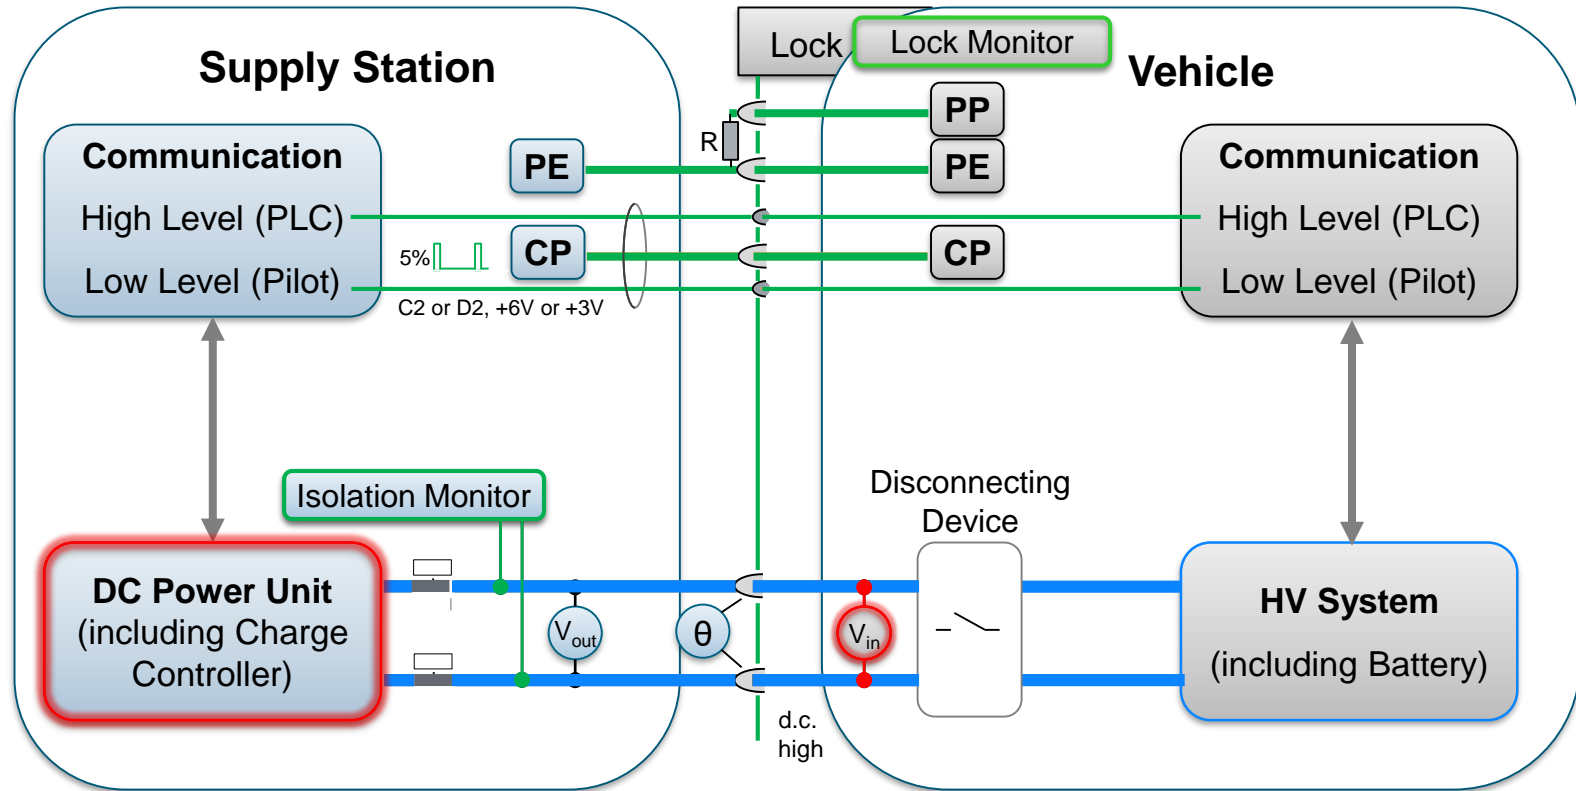 Supply Station
Lock
Lock Monitor
Vehicle
Communication
High Level (PLC)
Low Level (Pilot)
5%
C2 or D2, +6V or +3V
PE
CP
R
PP
PE
CP
Communication
High Level (PLC)
Low Level (Pilot)
Isolation Monitor
Disconnecting
Device
DC Power Unit
(including Charge
Controller)
Vout
θ
Vin
HV System
(including Battery)
d.c.
high